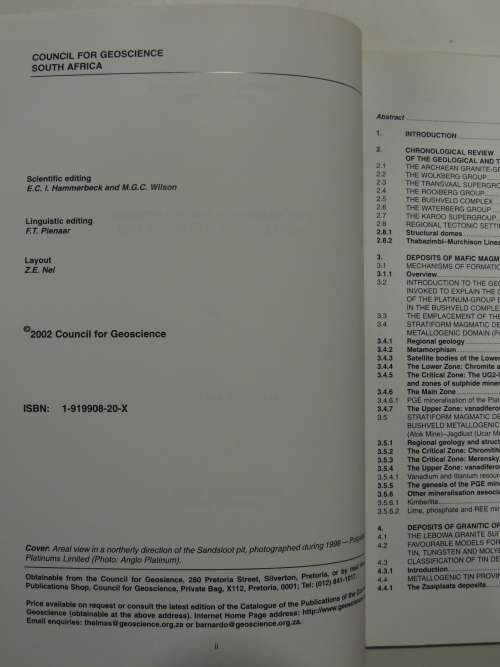 COUNCIL FOR GEOSCIENCE
SOUTH AFRICA
Scientific editing
E.C. I. Hammerbeck and M.G.C. Wilson
Linguistic editing
F.T. Pienaar
Layout
Z.E. Nel
©2002 Council for Geoscience
ISBN: 1-919908-20-X
Cover: Areal view in a northerly direction of the Sandsloot pit, photographed during 1998 —
Platinums Limited (Photo: Anglo Platinum).
Obtainable from the Council for Geosience, 280 Pretoria Street, Silverton, Pretoria, or by
Publications Shop, Council for Geoscience, Private Bag, X112, Pretoria, 0001; Tel: (012) 841-1017.
Price available on request or consult the latest edition of the Catalogue of the Publications of the
Geoscience (obtainable at the above address). Internet Home Page address: http://www.geoscience
Email enquiries: thelmas@geoscience.org.za or barnardo@geoscience.org.za.
ii
Abstract
1. INTRODUCTION
2. CHRONOLOGICAL REVIEW
OF THE GEOLOGICAL AND T
2.1 THE ARCHAEAN GRANITE-GR
2.2 THE WOLKBERG GROUP
2.3 THE TRANSVAAL SUPERGRO
2.4 THE ROOIBERG GROUP
2.5 THE BUSHVELD COMPLEX
2.6 THE WATERBERG GROUP
2.7 THE KAROO SUPERGROUP
2.8 REGIONAL TECTONIC SETTI
2.8.1 Structural domes
2.8.2 Thabazimbi–Murchison Linea
3. DEPOSITS OF MAFIC MAGM
3.1 MECHANISMS OF FORMATIO
3.1.1 Overview
3.2 INTRODUCTION TO THE GEO
INVOKED TO EXPLAIN THE
OF THE PLATINUM-GROUP E
IN THE BUSHVELD COMPLE
3.3 THE EMPLACEMENT OF THE
3.4 STRATIFORM MAGMATIC DE
METALLOGENIC DOMAIN (P
3.4.1 Regional geology
3.4.2 Metamorphism
3.4.3 Satellite bodies of the Lower
3.4.4 The Lower Zone: Chromite a
3.4.5 The Critical Zone: The UG2-
and zones of sulphide miner
3.4.6 The Main Zone
3.4.6.1 PGE mineralisation of the Plat
3.4.7 The Upper Zone: vanadiferou
3.5 STRATIFORM MAGMATIC DE
BUSHVELD METALLOGENIC
(Atok Mine)–Jagdlust (Ucar M
3.5.1 Regional geology and struct
3.5.2 The Critical Zone: Chromitit
3.5.3 The Critical Zone: Merensky
3.5.4 The Upper Zone: vanadiferou
3.5.4.1 Vanadium and titanium resour
3.5.5 The genesis of the PGE min
3.5.6 Other mineralisation associa
3.5.6.1 Kimberlite
3.5.6.2 Lime, phosphate and REE min
4. DEPOSITS OF GRANITIC OR
4.1 THE LEBOWA GRANITE SUI
4.2 FAVOURABLE MODELS FOR
TIN, TUNGSTEN AND MOLYB
4.3 CLASSIFICATION OF TIN DE
4.3.1 Introduction
4.4 METALLOGENIC TIN PROVIN
4.4.1 The Zaaiplaats deposits